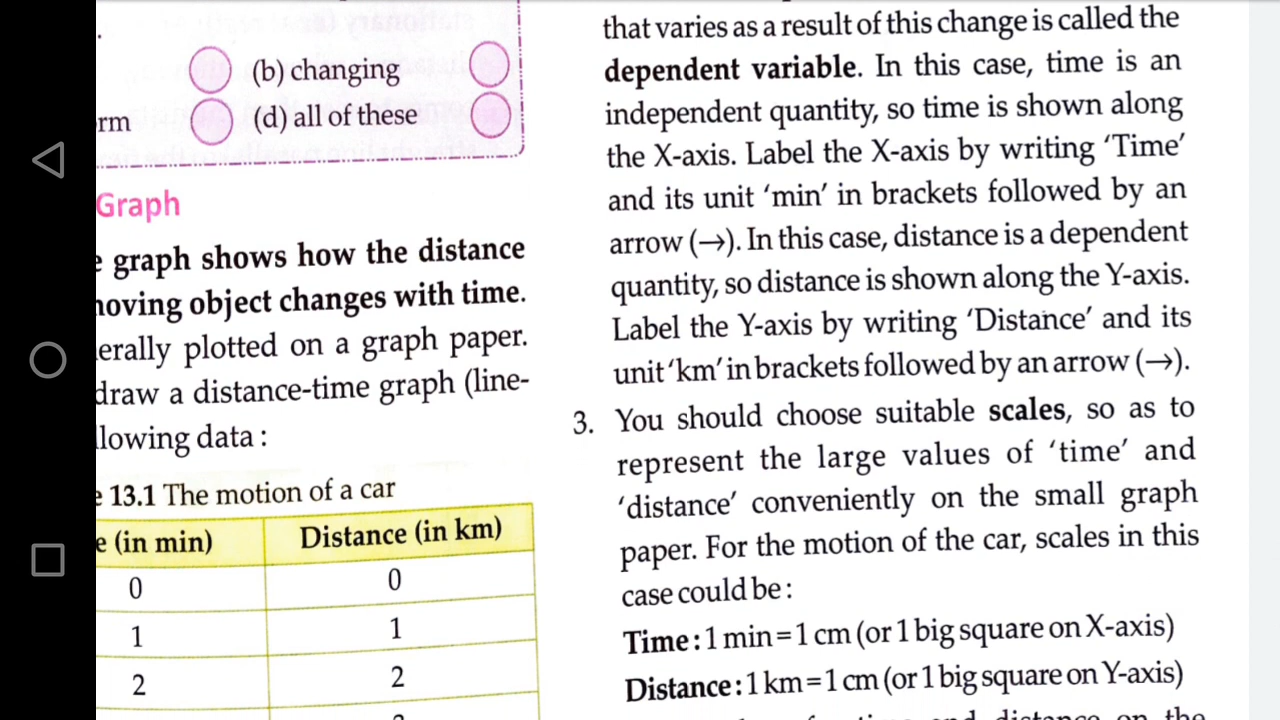 .
(b) changing
rm
(d) all of these
Graph
graph shows how the distance
moving object changes with time.
erally plotted on a graph paper.
draw a distance-time graph (line-
llowing data :
e 13.1 The motion of a car
e (in min) Distance (in km)
0 0
1 1
2 2
that varies as a result of this change is called the
dependent variable. In this case, time is an
independent quantity, so time is shown along
the X-axis. Label the X-axis by writing ‘Time’
and its unit ‘min’ in brackets followed by an
arrow (→). In this case, distance is a dependent
quantity, so distance is shown along the Y-axis.
Label the Y-axis by writing ‘Distance’ and its
unit ‘km’ in brackets followed by an arrow (→).
3. You should choose suitable scales, so as to
represent the large values of ‘time’ and
‘distance’ conveniently on the small graph
paper. For the motion of the car, scales in this
case could be :
Time : 1 min = 1 cm (or 1 big square on X-axis)
Distance : 1 km = 1 cm (or 1 big square on Y-axis)